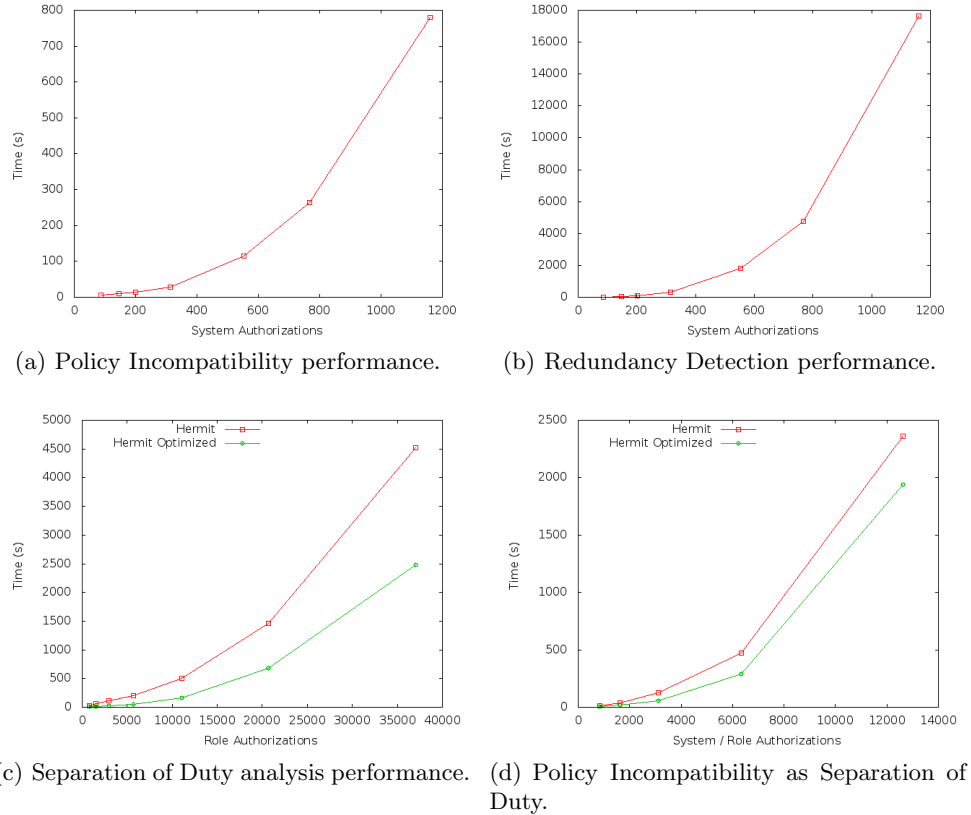 800
700
600
500
400
300
200
100
0
Time (s)
0 200 400 600 800 1000 1200
System Authorizations
(a) Policy Incompatibility performance.
18000
16000
14000
12000
10000
8000
6000
4000
2000
0
Time (s)
0 200 400 600 800 1000 1200
System Authorizations
(b) Redundancy Detection performance.
5000
4500
4000
3500
3000
2500
2000
1500
1000
500
0
Time (s)
Hermit
Hermit Optimized
0 5000 10000 15000 20000 25000 30000 35000 40000
Role Authorizations
c) Separation of Duty analysis performance.
2500
2000
1500
1000
500
0
Time (s)
Hermit
Hermit Optimized
0 2000 4000 6000 8000 10000 12000 14000
System / Role Authorizations
(d) Policy Incompatibility as Separation of
Duty.